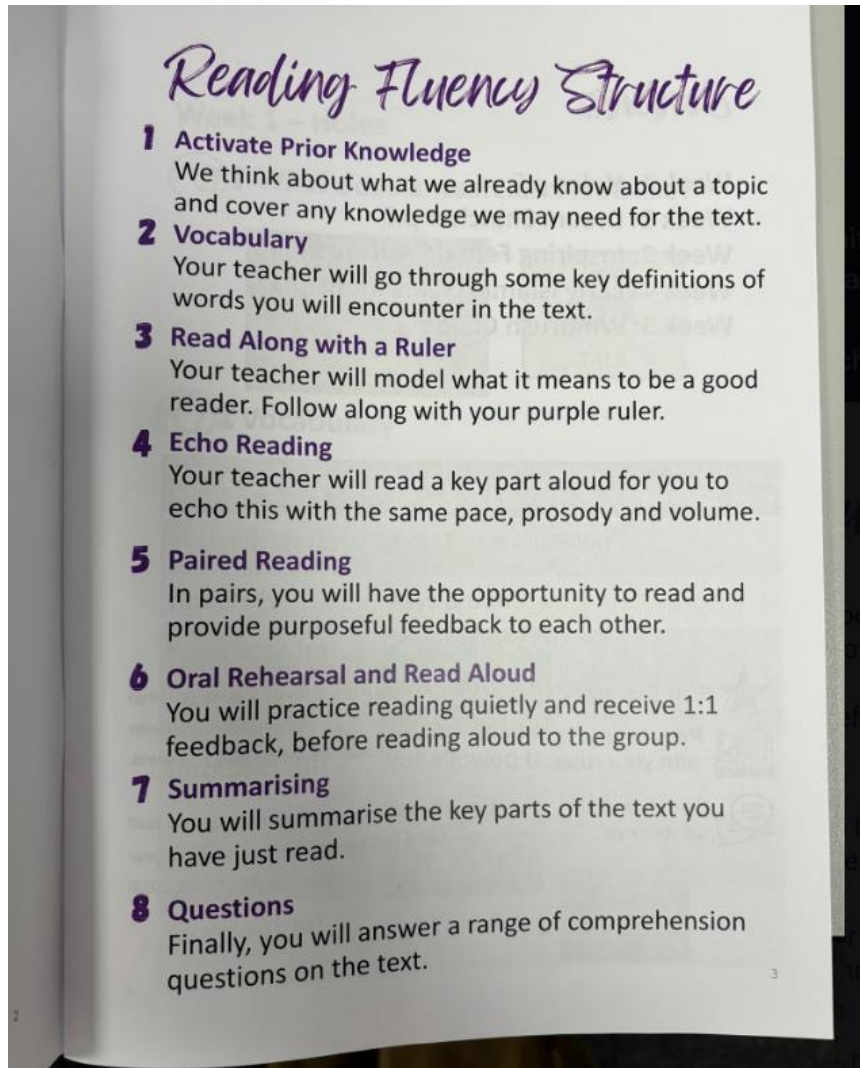 Reading Fluency Structure
1 Activate Prior Knowledge
We think about what we already know about a topic
and cover any knowledge we may need for the text.
2 Vocabulary
Your teacher will go through some key definitions of
words you will encounter in the text.
3 Read Along with a Ruler
Your teacher will model what it means to be a good
reader. Follow along with your purple ruler.
4 Echo Reading
Your teacher will read a key part aloud for you to
echo this with the same pace, prosody and volume.
5 Paired Reading
In pairs, you will have the opportunity to read and
provide purposeful feedback to each other.
6 Oral Rehearsal and Read Aloud
You will practice reading quietly and receive 1:1
feedback, before reading aloud to the group.
7 Summarising
You will summarise the key parts of the text you
have just read.
8 Questions
Finally, you will answer a range of comprehension
questions on the text.
3
2